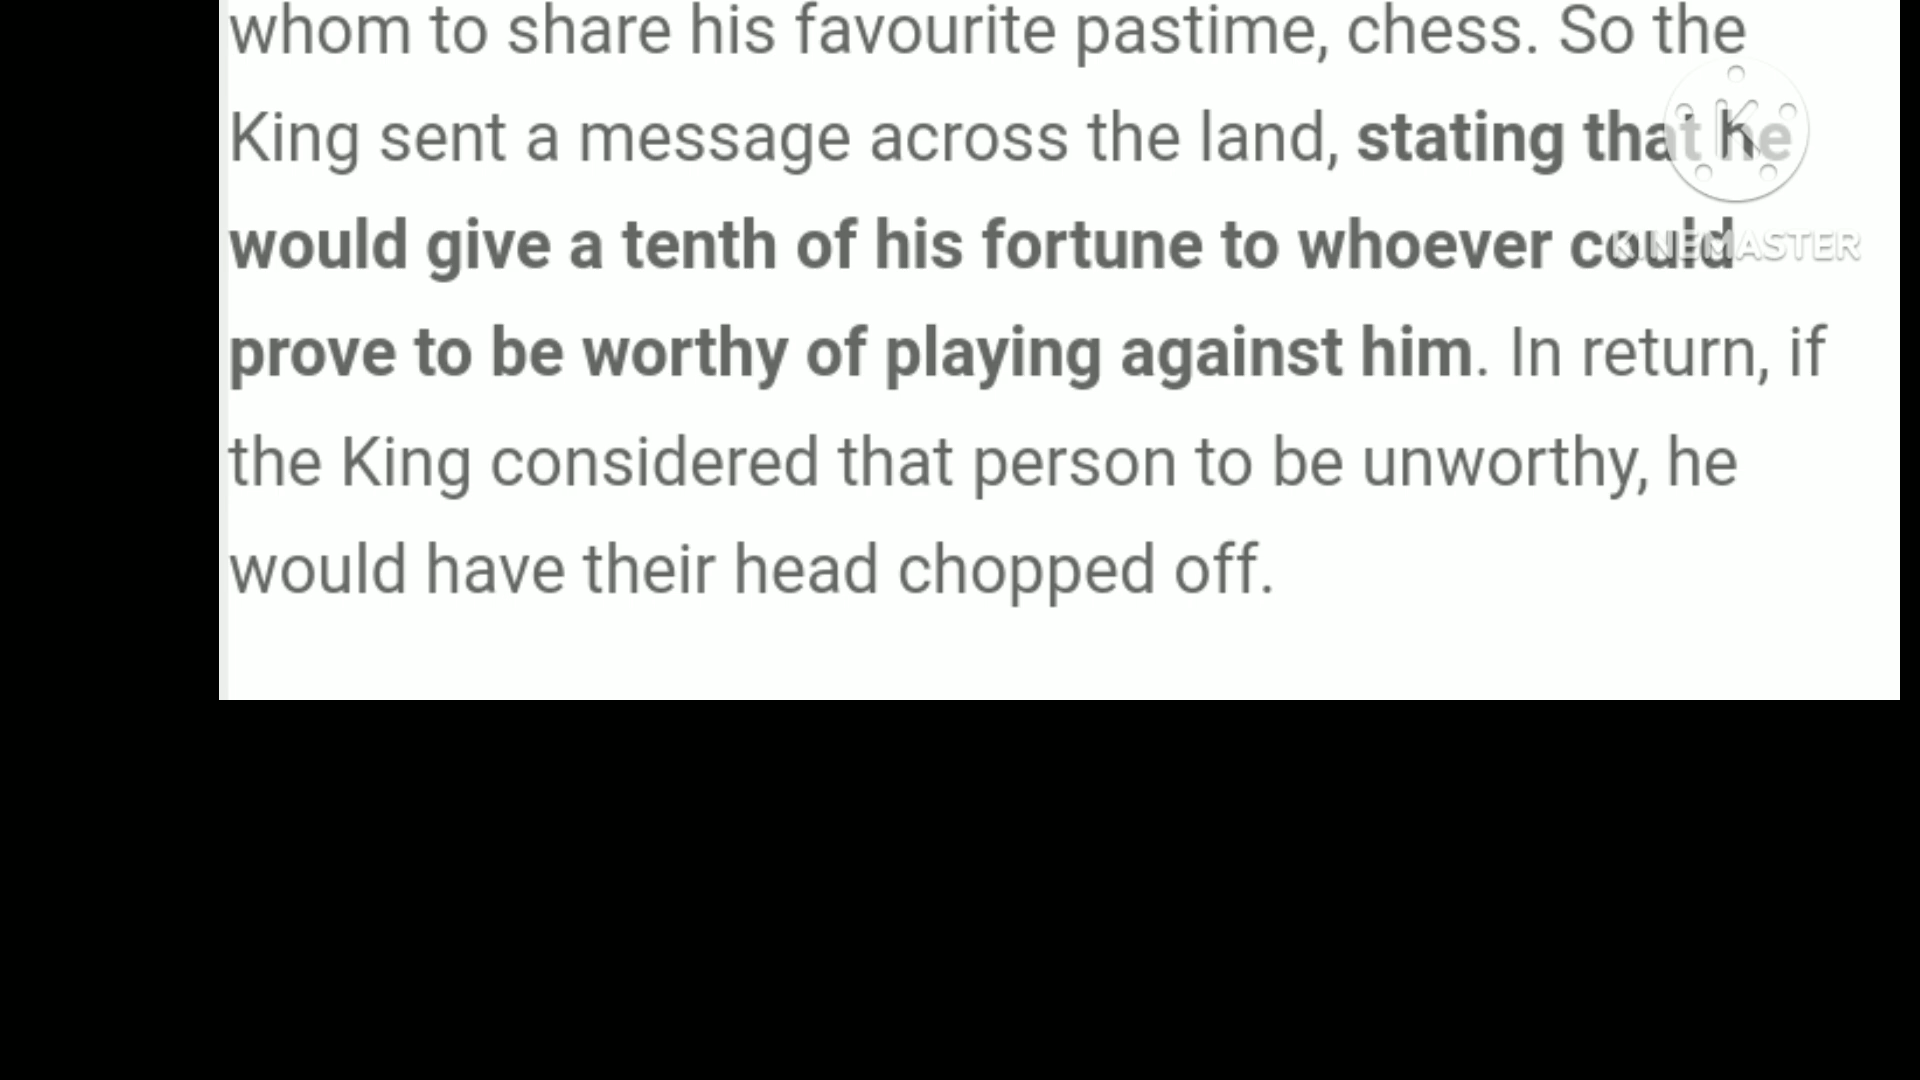 whom to share his favourite pastime, chess. So the
King sent a message across the land, stating that he
would give a tenth of his fortune to whoever could
KINEMASTER
prove to be worthy of playing against him. In return, if
the King considered that person to be unworthy, he
would have their head chopped off.